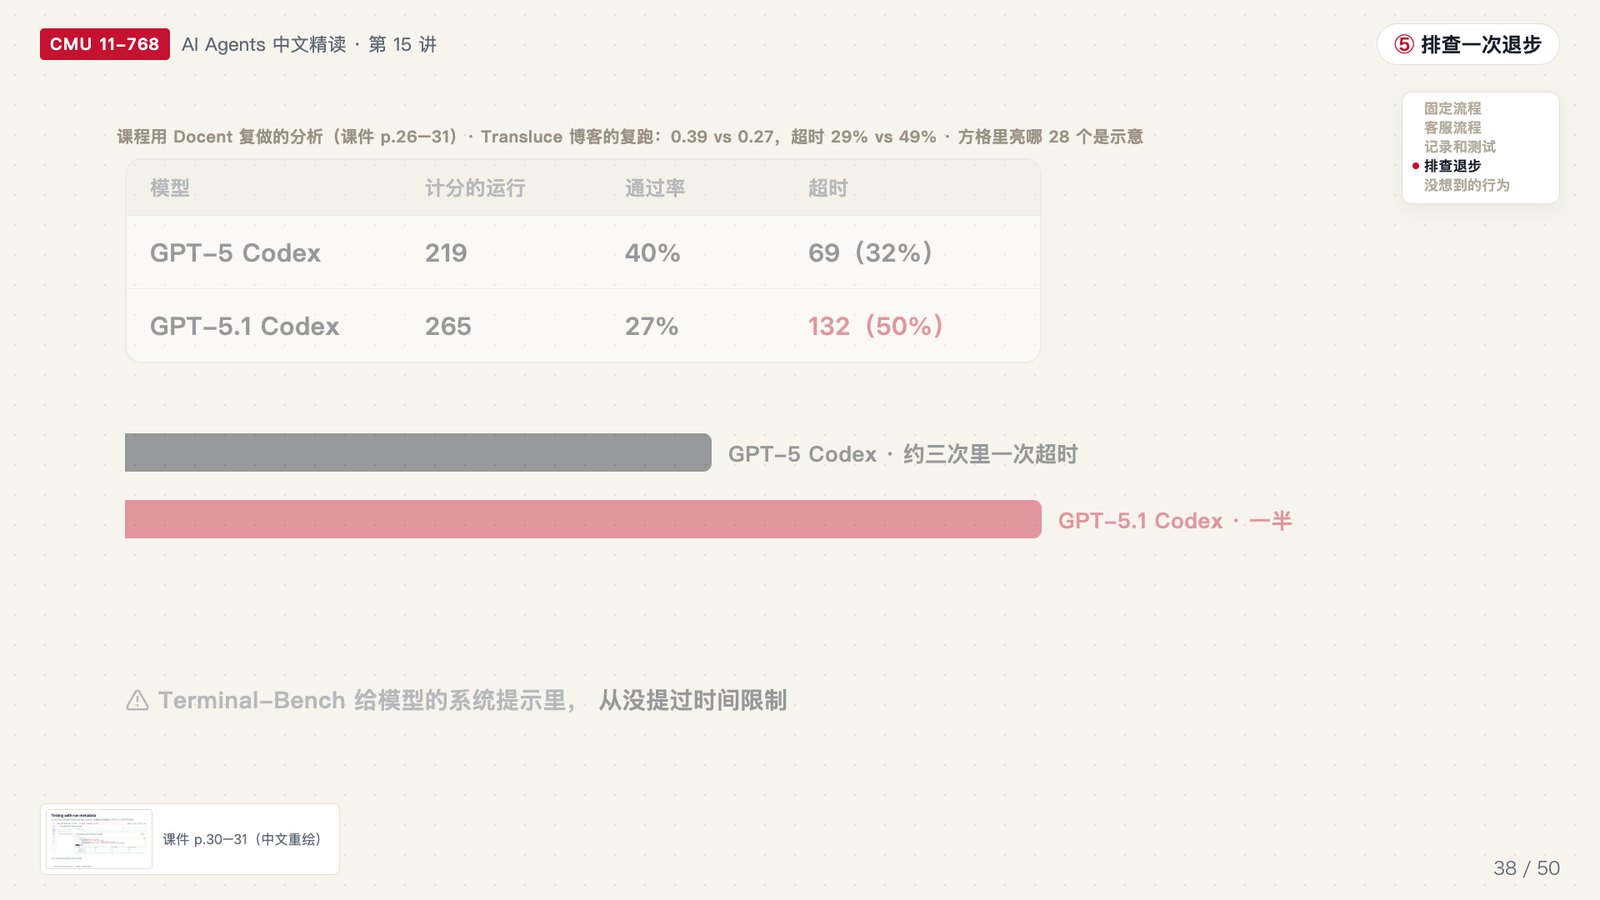 CMU 11-768 AI Agents 中文精读 · 第 15 讲
⑤ 排查一次退步
固定流程
客服流程
记录和测试
排查退步
没想到的行为
课程用 Docent 复做的分析（课件 p.26—31）· Transluce 博客的复跑：0.39 vs 0.27，超时 29% vs 49% · 方格里亮哪 28 个是示意
模型 计分的运行 通过率 超时
GPT-5 Codex 219 40% 69（32%）
GPT-5.1 Codex 265 27% 132（50%）
GPT-5 Codex · 约三次里一次超时
GPT-5.1 Codex · 一半
Terminal-Bench 给模型的系统提示里， 从没提过时间限制
Testing with run metadata
课件 p.30—31（中文重绘）
38 / 50